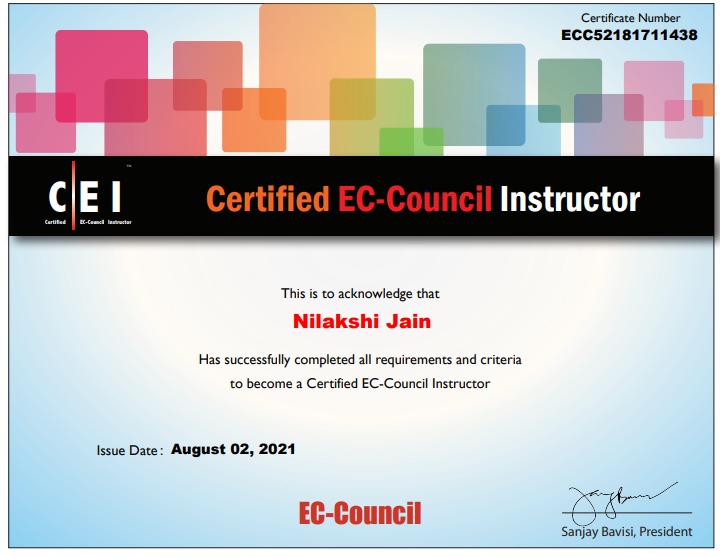 Certificate Number
ECC52181711438
CEI™
Certified EC-Council Instructor
Certified EC-Council Instructor
This is to acknowledge that
Nilakshi Jain
Has successfully completed all requirements and criteria
to become a Certified EC-Council Instructor
Issue Date : August 02, 2021
EC-Council
Sanjay Bavisi, President